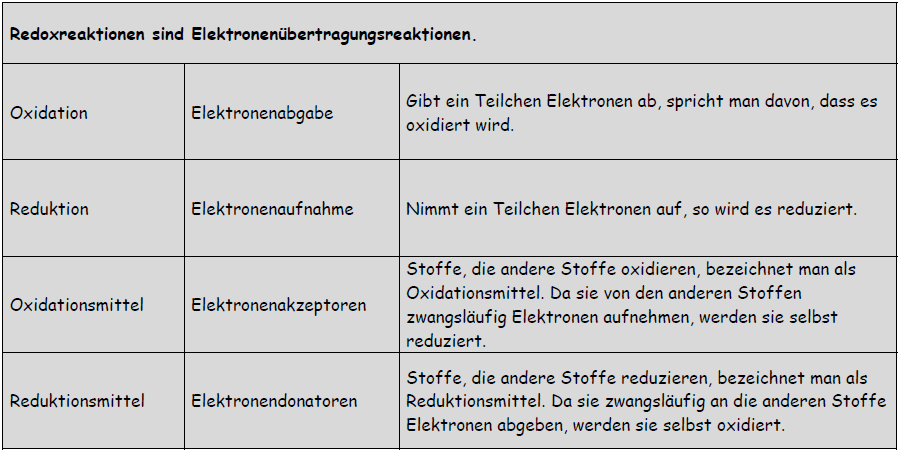 Redoxreaktionen sind Elektronenübertragungsreaktionen.
Oxidation
Elektronenabgabe
Gibt ein Teilchen Elektronen ab, spricht man davon, dass es
oxidiert wird.
Reduktion
Elektronenaufnahme
Nimmt ein Teilchen Elektronen auf, so wird es reduziert.
Oxidationsmittel
Elektronenakzeptoren
Stoffe, die andere Stoffe oxidieren, bezeichnet man als
Oxidationsmittel. Da sie von den anderen Stoffen
zwangsläufig Elektronen aufnehmen, werden sie selbst
reduziert.
Reduktionsmittel
Elektronendonatoren
Stoffe, die andere Stoffe reduzieren, bezeichnet man als
Reduktionsmittel. Da sie zwangsläufig an die anderen Stoffe
Elektronen abgeben, werden sie selbst oxidiert.